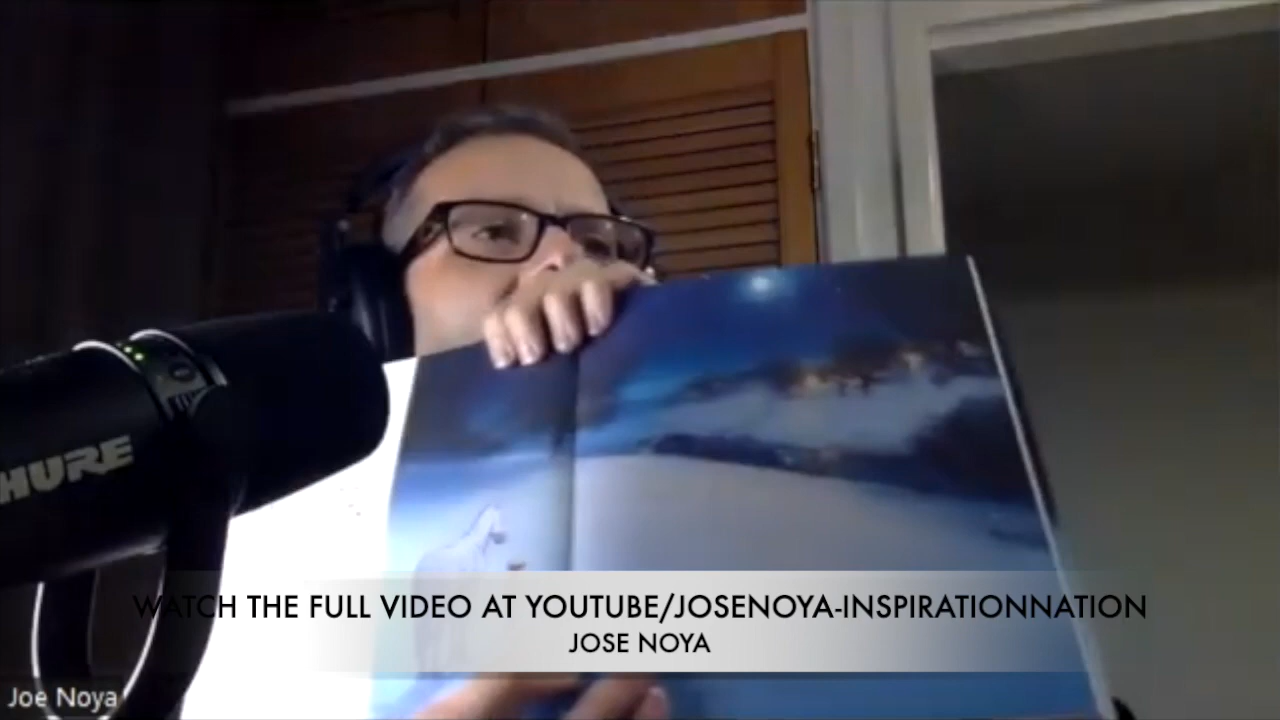 HURE
WATCH THE FULL VIDEO AT YOUTUBE/JOSENOYA-INSPIRATIONNATION
JOSE NOYA
Joe Noya